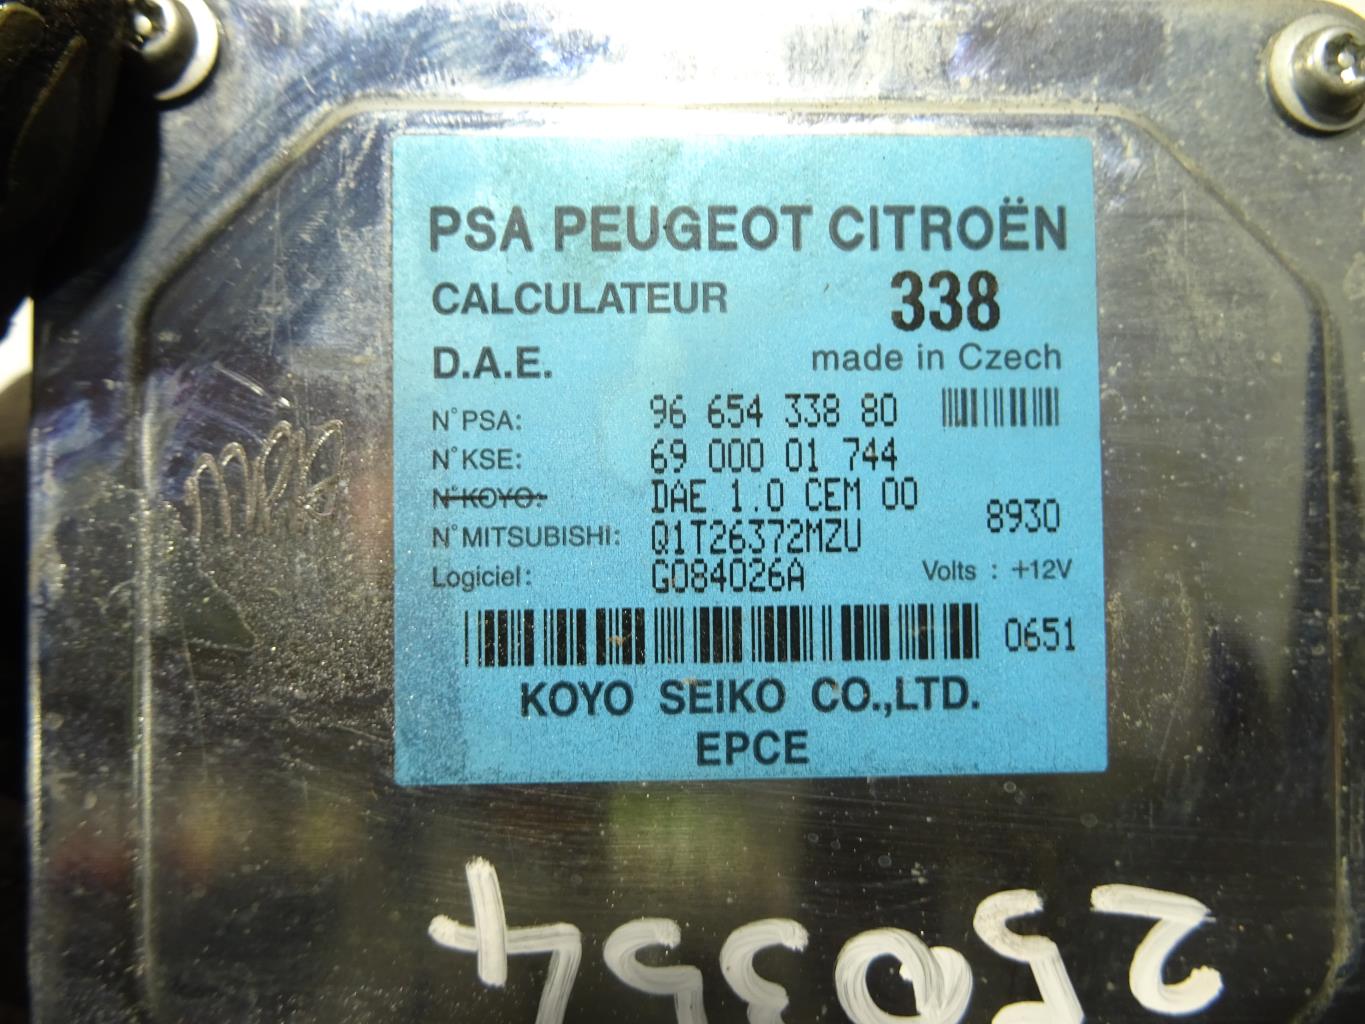 PSA PEUGEOT CITROËN
CALCULATEUR 338
D.A.E. made in Czech
N°PSA: 96 654 338 80
N°KSE: 69 000 01 744
N°KOYO: DAE 1.0 CEM 00
8930
N°MITSUBISHI: Q1T26372MZU
Logiciel: G084026A Volts : +12V
0651
KOYO SEIKO CO.,LTD.
EPCE